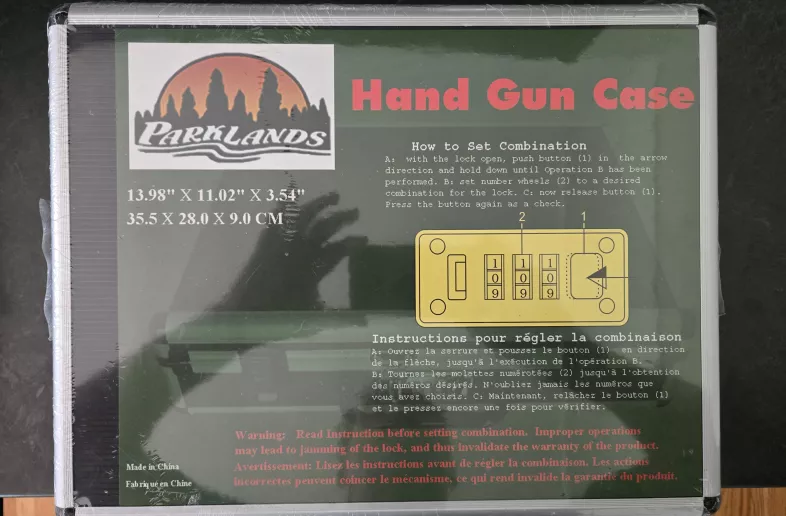 PARKLANDS
Hand Gun Case
13.98" X 11.02" X 3.54"
35.5 X 28.0 X 9.0 CM
How to Set Combination
A: with the lock open, push button (1) in the arrow
direction and hold down until Operation B has been
performed. B: set number wheels (2) to a desired
combination for the lock. C: now release button (1).
Press the button again as a check.
2 1
1 1 1
0 0 0
9 9 9
Instructions pour régler la combinaison
A: Ouvrez la serrure et poussez le bouton (1) en direction
de la flèche, jusqu'à l'exécution de l'opération B.
B: Tournez les molettes numérotées (2) jusqu'à l'obtention
des numéros désirés. N'oubliez jamais les numéros que
vous avez choisis. C: Maintenant, relâchez le bouton (1)
et le pressez encore une fois pour vérifier.
Warning: Read Instruction before setting combination. Improper operations
may lead to jamming of the lock, and thus invalidate the warranty of the product.
Avertissement: Lisez les instructions avant de régler la combinaison. Les actions
incorrectes peuvent coincer le mécanisme, ce qui rend invalide la garantie du produit.
Made in China
Fabriqué en Chine